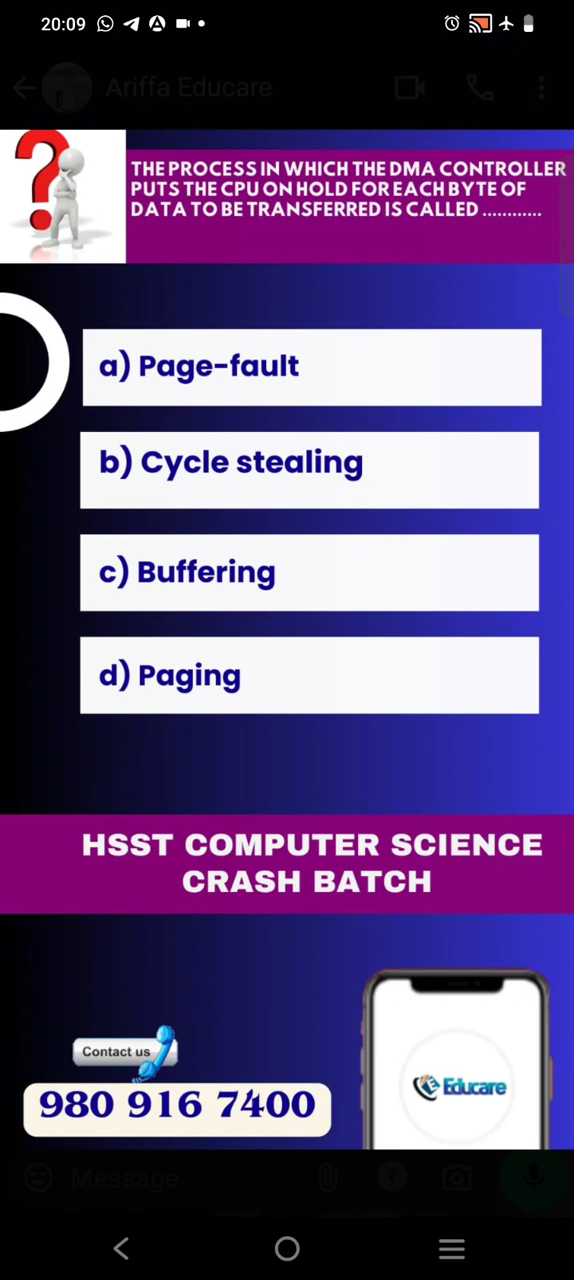 20:09
Ariffa Educare
THE PROCESS IN WHICH THE DMA CONTROLLER
PUTS THE CPU ON HOLD FOR EACH BYTE OF
DATA TO BE TRANSFERRED IS CALLED ............
a) Page-fault
b) Cycle stealing
c) Buffering
d) Paging
HSST COMPUTER SCIENCE
CRASH BATCH
Contact us
980 916 7400
Educare
Message